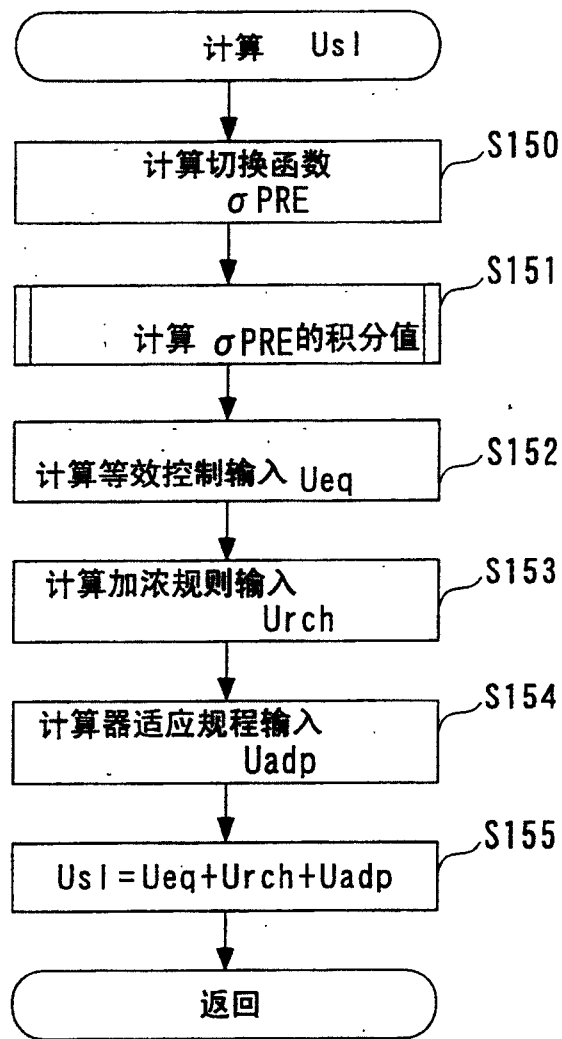 计算 Usl
计算切换函数
σPRE
S150
计算 σPRE的积分值
S151
计算等效控制输入 Ueq
S152
计算加浓规则输入
Urch
S153
计算器适应规程输入
Uadp
S154
Usl=Ueq+Urch+Uadp
S155
返回